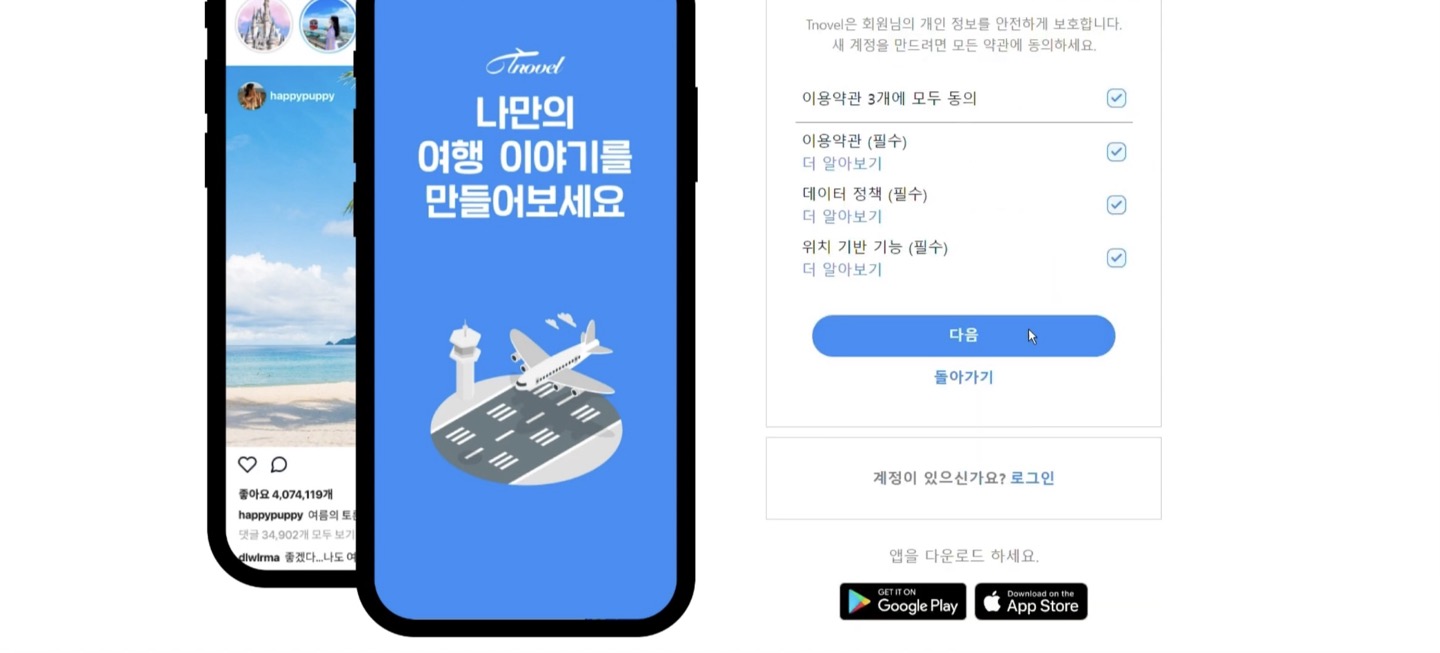 happypuppy
좋아요 4,074,119개
happypuppy 여름의
댓글 34,902개 모두 보기
dlwlrma 좋겠다...나도
Tnovel
나만의
여행 이야기를
만들어보세요
Tnovel은 회원님의 개인 정보를 안전하게 보호합니다.
새 계정을 만드려면 모든 약관에 동의하세요.
이용약관 3개에 모두 동의
이용약관 (필수)
더 알아보기
데이터 정책 (필수)
더 알아보기
위치 기반 기능 (필수)
더 알아보기
다음
돌아가기
계정이 있으신가요? 로그인
앱을 다운로드 하세요.
GET IT ON
Google Play
Download on the
App Store